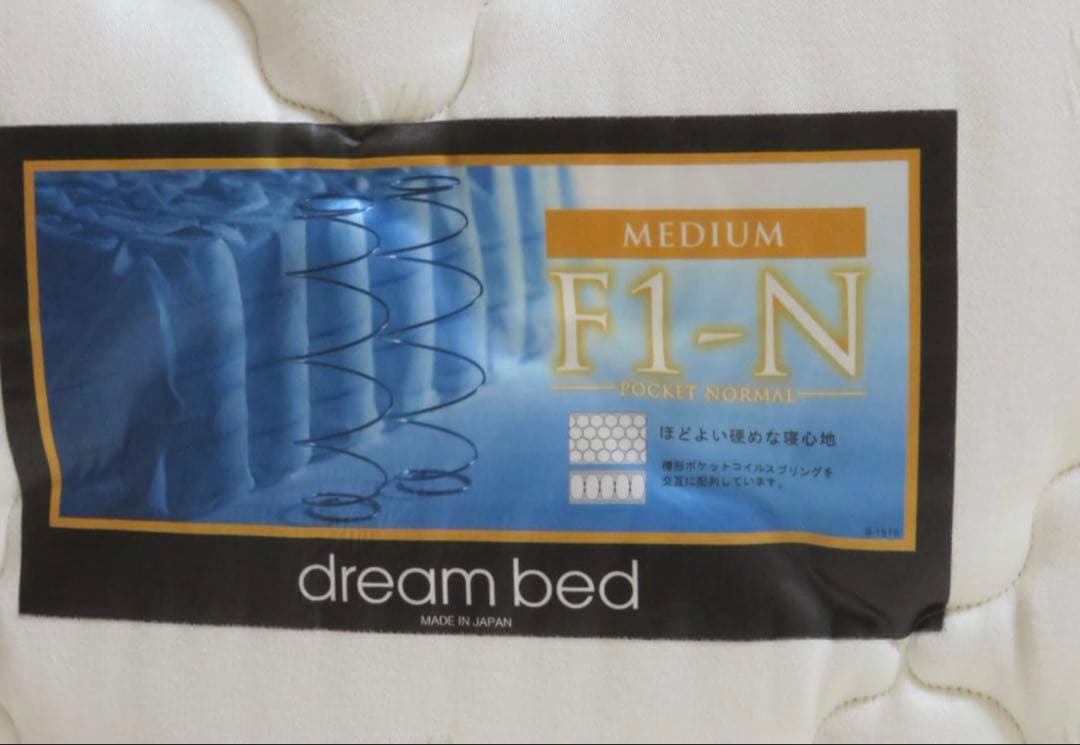 MEDIUM
F1-N
POCKET NORMAL
ほどよい硬めな寝心地
樽形ポケットコイルスプリングを
交互に配列しています。
dream bed
MADE IN JAPAN